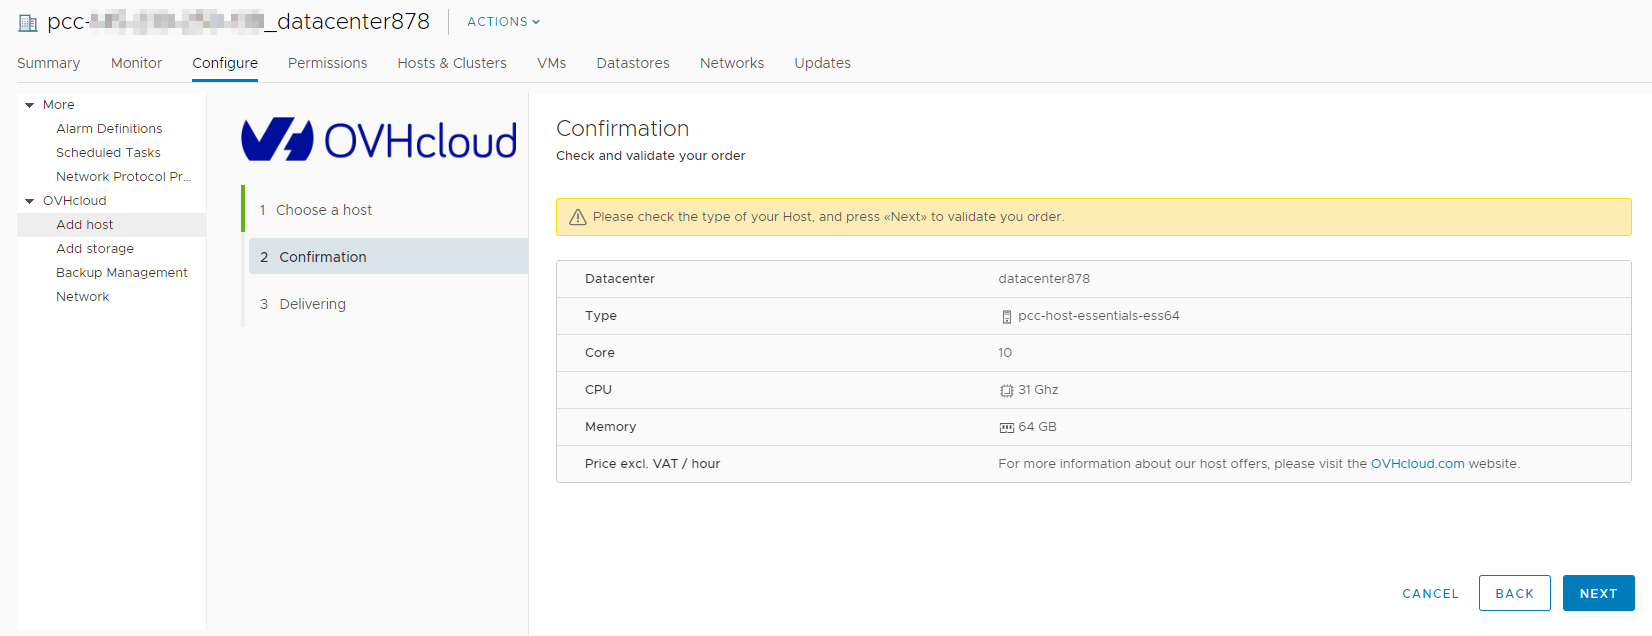 pcc-_datacenter878
ACTIONS
Summary Monitor Configure Permissions Hosts & Clusters VMs Datastores Networks Updates
More
Alarm Definitions
Scheduled Tasks
Network Protocol Pr...
OVHcloud
Add host
Add storage
Backup Management
Network
OVHcloud
1 Choose a host
2 Confirmation
3 Delivering
Confirmation
Check and validate your order
Please check the type of your Host, and press «Next» to validate you order.
Datacenter datacenter878
Type pcc-host-essentials-ess64
Core 10
CPU 31 Ghz
Memory 64 GB
Price excl. VAT / hour For more information about our host offers, please visit the OVHcloud.com website.
CANCEL BACK NEXT